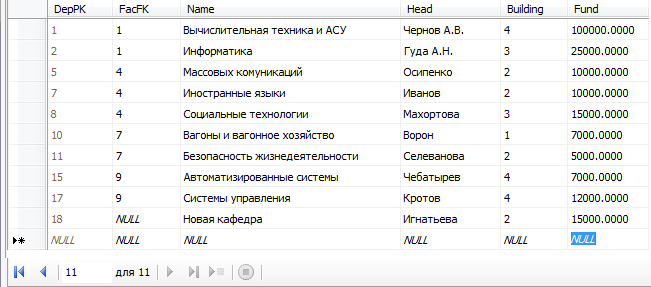 DepPK FacFK Name Head Building Fund
1 1 Вычислительная техника и АСУ Чернов А.В. 4 100000.0000
2 1 Информатика Гуда А.Н. 3 25000.0000
5 4 Массовых комуникаций Осипенко 2 10000.0000
7 4 Иностранные языки Иванов 2 10000.0000
8 4 Социальные технологии Махортова 3 15000.0000
10 7 Вагоны и вагонное хозяйство Ворон 1 7000.0000
11 7 Безопасность жизнедеятельности Селеванова 2 5000.0000
15 9 Автоматизированные системы Чебатырев 4 7000.0000
17 9 Системы управления Кротов 4 12000.0000
18 NULL Новая кафедра Игнатьева 2 15000.0000
NULL NULL NULL NULL NULL NULL
11 для 11